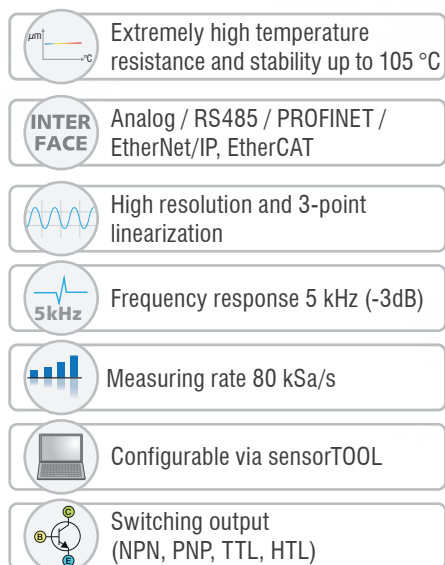 µm
°C
Extremely high temperature
resistance and stability up to 105 °C
INTER
FACE
Analog / RS485 / PROFINET /
EtherNet/IP, EtherCAT
High resolution and 3-point
linearization
5kHz
Frequency response 5 kHz (-3dB)
Measuring rate 80 kSa/s
Configurable via sensorTOOL
C
B
E
Switching output
(NPN, PNP, TTL, HTL)